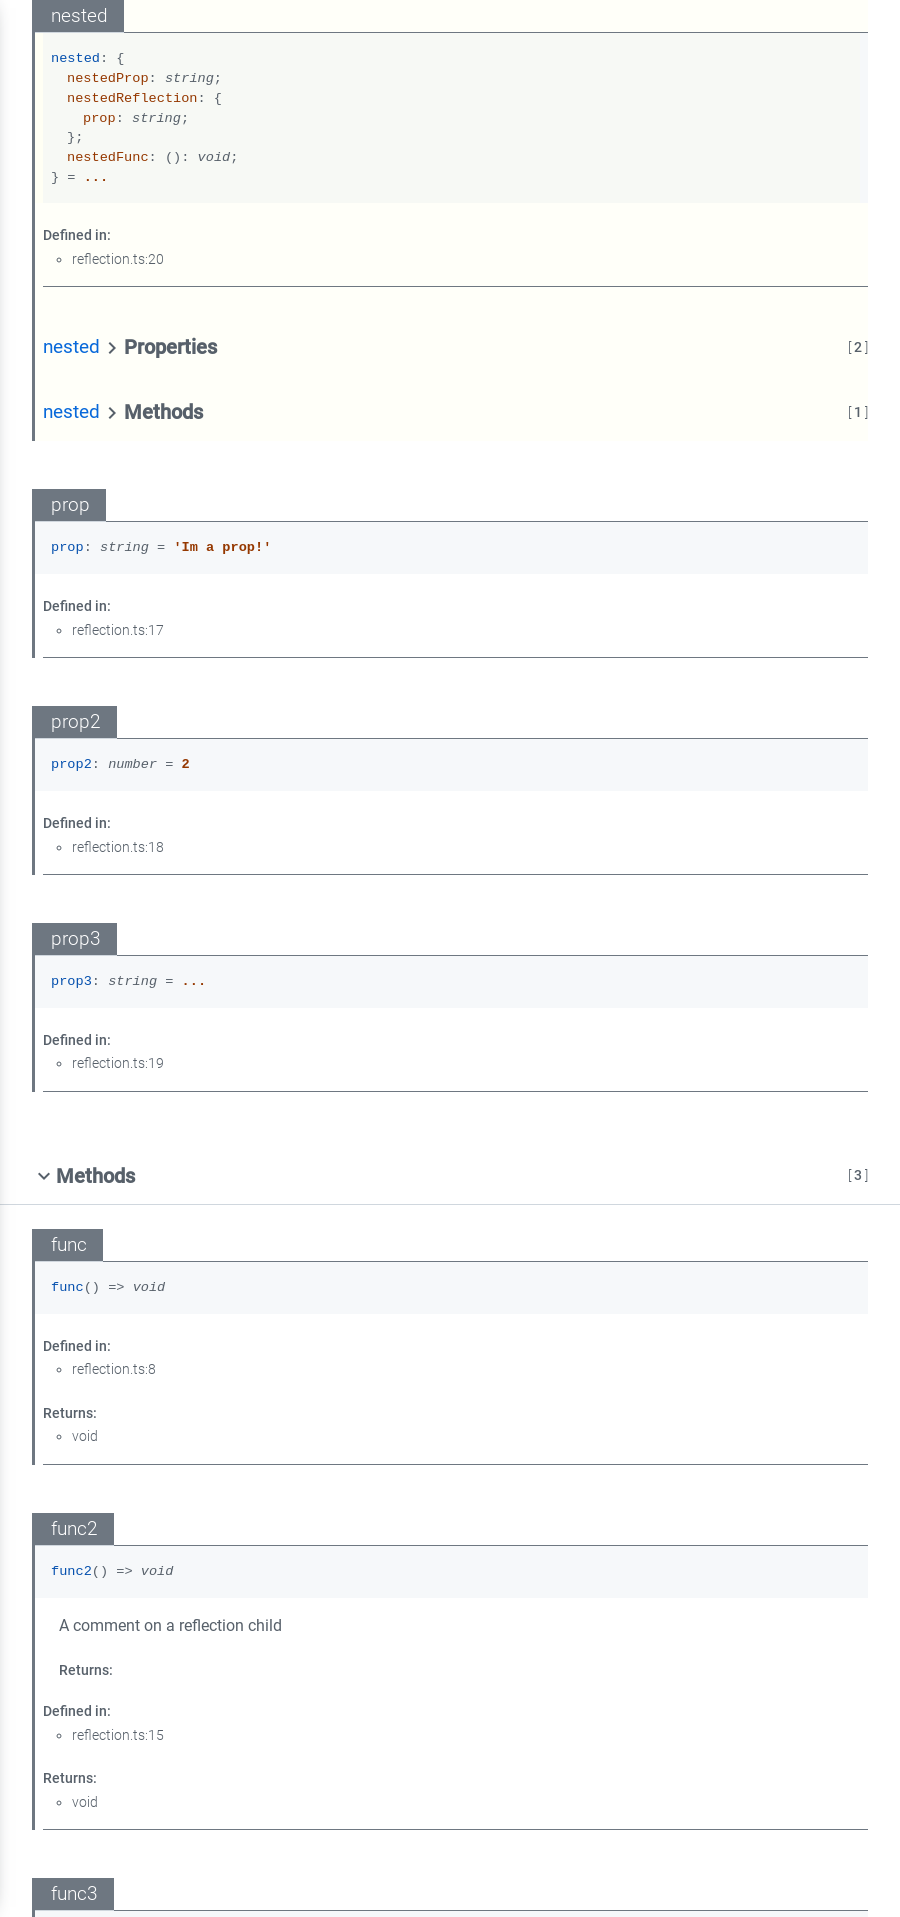 nested
nested: {
nestedProp: string;
nestedReflection: {
prop: string;
};
nestedFunc: (): void;
} = ...
Defined in:
reflection.ts:20
nested > Properties [ 2 ]
nested > Methods [ 1 ]
prop
prop: string = 'Im a prop!'
Defined in:
reflection.ts:17
prop2
prop2: number = 2
Defined in:
reflection.ts:18
prop3
prop3: string = ...
Defined in:
reflection.ts:19
Methods [ 3 ]
func
func() => void
Defined in:
reflection.ts:8
Returns:
void
func2
func2() => void
A comment on a reflection child
Returns:
Defined in:
reflection.ts:15
Returns:
void
func3